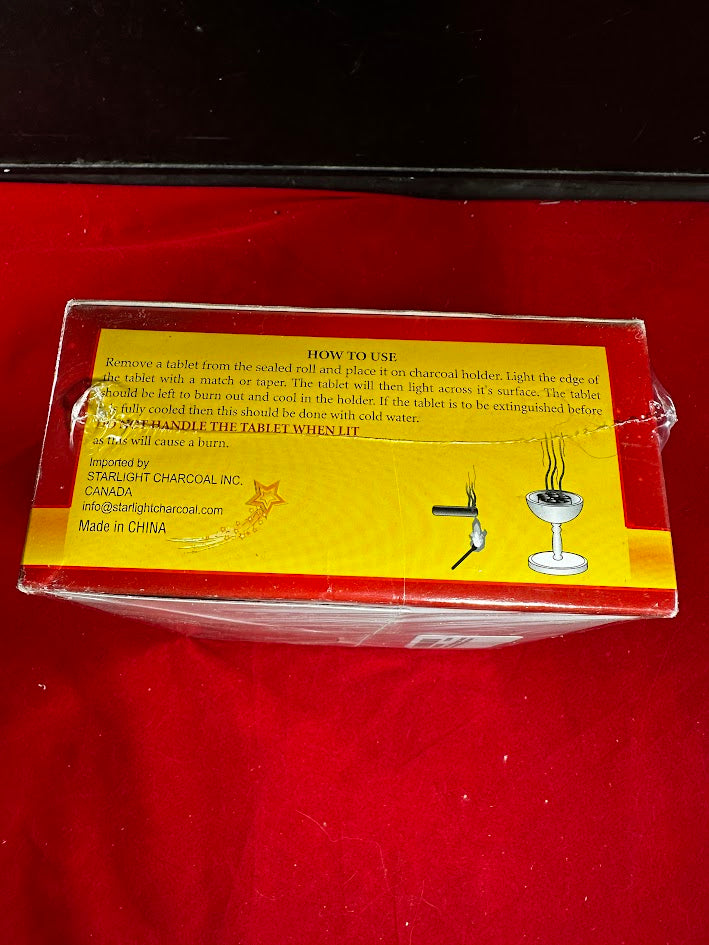 HOW TO USE
Remove a tablet from the sealed roll and place it on charcoal holder. Light the edge of
the tablet with a match or taper. The tablet will then light across it's surface. The tablet
should be left to burn out and cool in the holder. If the tablet is to be extinguished before
fully cooled then this should be done with cold water.
DO NOT HANDLE THE TABLET WHEN LIT
as this will cause a burn.
Imported by
STARLIGHT CHARCOAL INC.
CANADA
info@starlightcharcoal.com
Made in CHINA